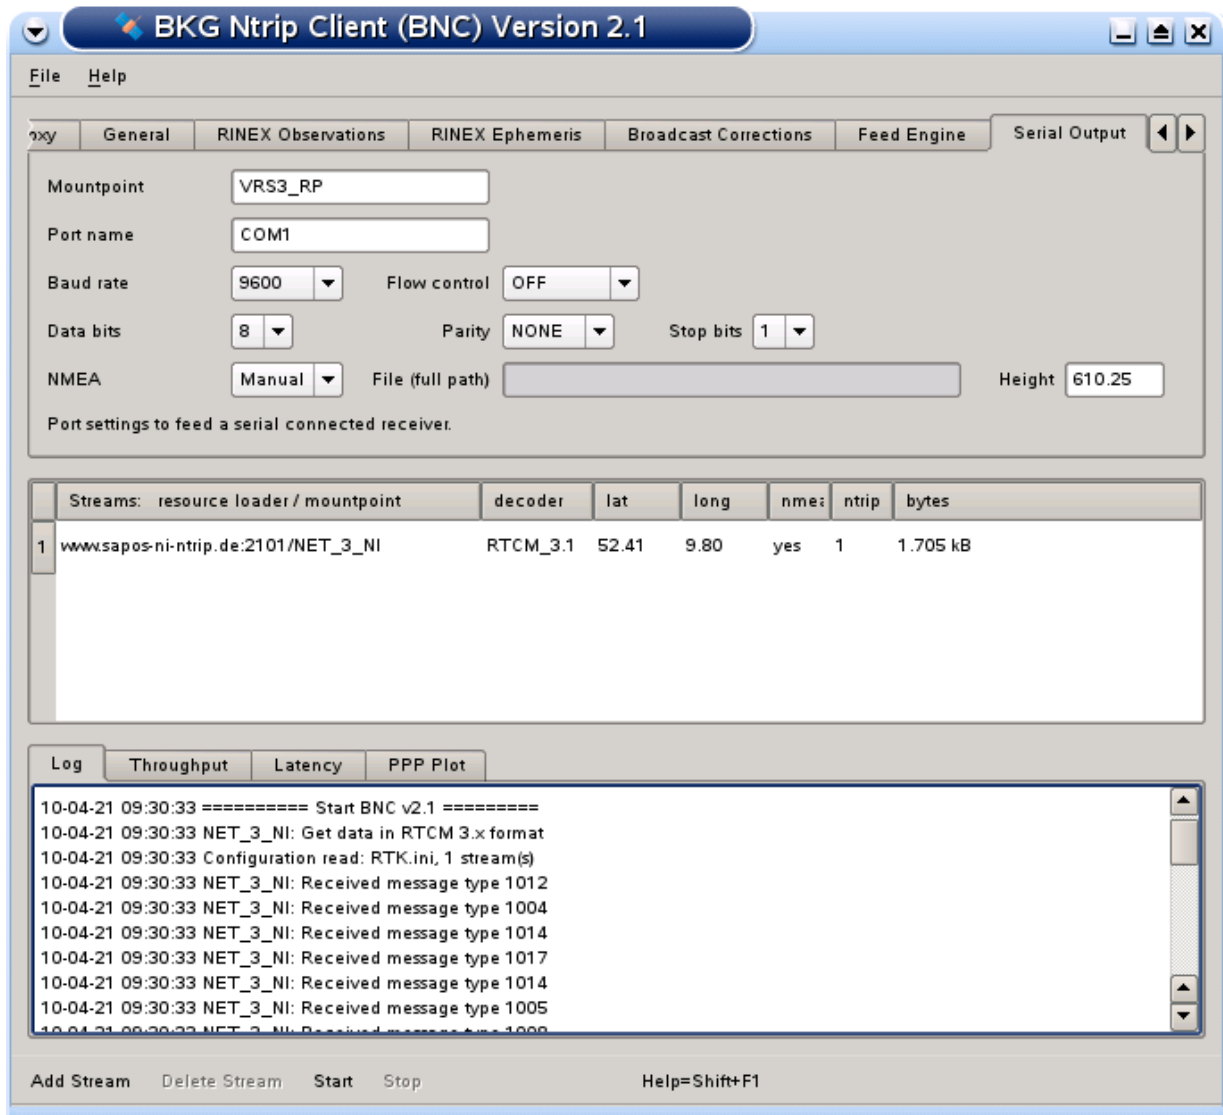 BKG Ntrip Client (BNC) Version 2.1
File Help
oxy General RINEX Observations RINEX Ephemeris Broadcast Corrections Feed Engine Serial Output
Mountpoint VRS3_RP
Port name COM1
Baud rate 9600 Flow control OFF
Data bits 8 Parity NONE Stop bits 1
NMEA Manual File (full path) Height 610.25
Port settings to feed a serial connected receiver.
Streams: resource loader / mountpoint decoder lat long nmea ntrip bytes
1 www.sapos-ni-ntrip.de:2101/NET_3_NI RTCM_3.1 52.41 9.80 yes 1 1.705 kB
Log Throughput Latency PPP Plot
10-04-21 09:30:33 ========== Start BNC v2.1 =========
10-04-21 09:30:33 NET_3_NI: Get data in RTCM 3.x format
10-04-21 09:30:33 Configuration read: RTK.ini, 1 stream(s)
10-04-21 09:30:33 NET_3_NI: Received message type 1012
10-04-21 09:30:33 NET_3_NI: Received message type 1004
10-04-21 09:30:33 NET_3_NI: Received message type 1014
10-04-21 09:30:33 NET_3_NI: Received message type 1017
10-04-21 09:30:33 NET_3_NI: Received message type 1014
10-04-21 09:30:33 NET_3_NI: Received message type 1005
10-04-21 09:30:33 NET_3_NI: Received message type
Add Stream Delete Stream Start Stop Help=Shift+F1